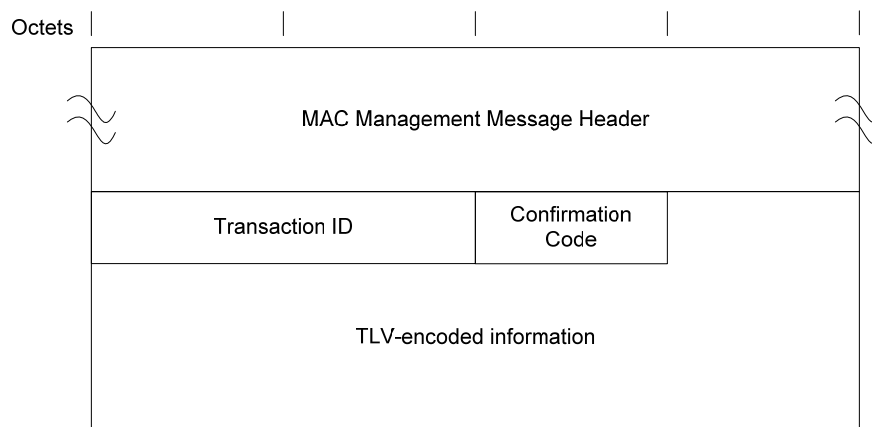 Octets
MAC Management Message Header
Transaction ID
Confirmation
Code
TLV-encoded information